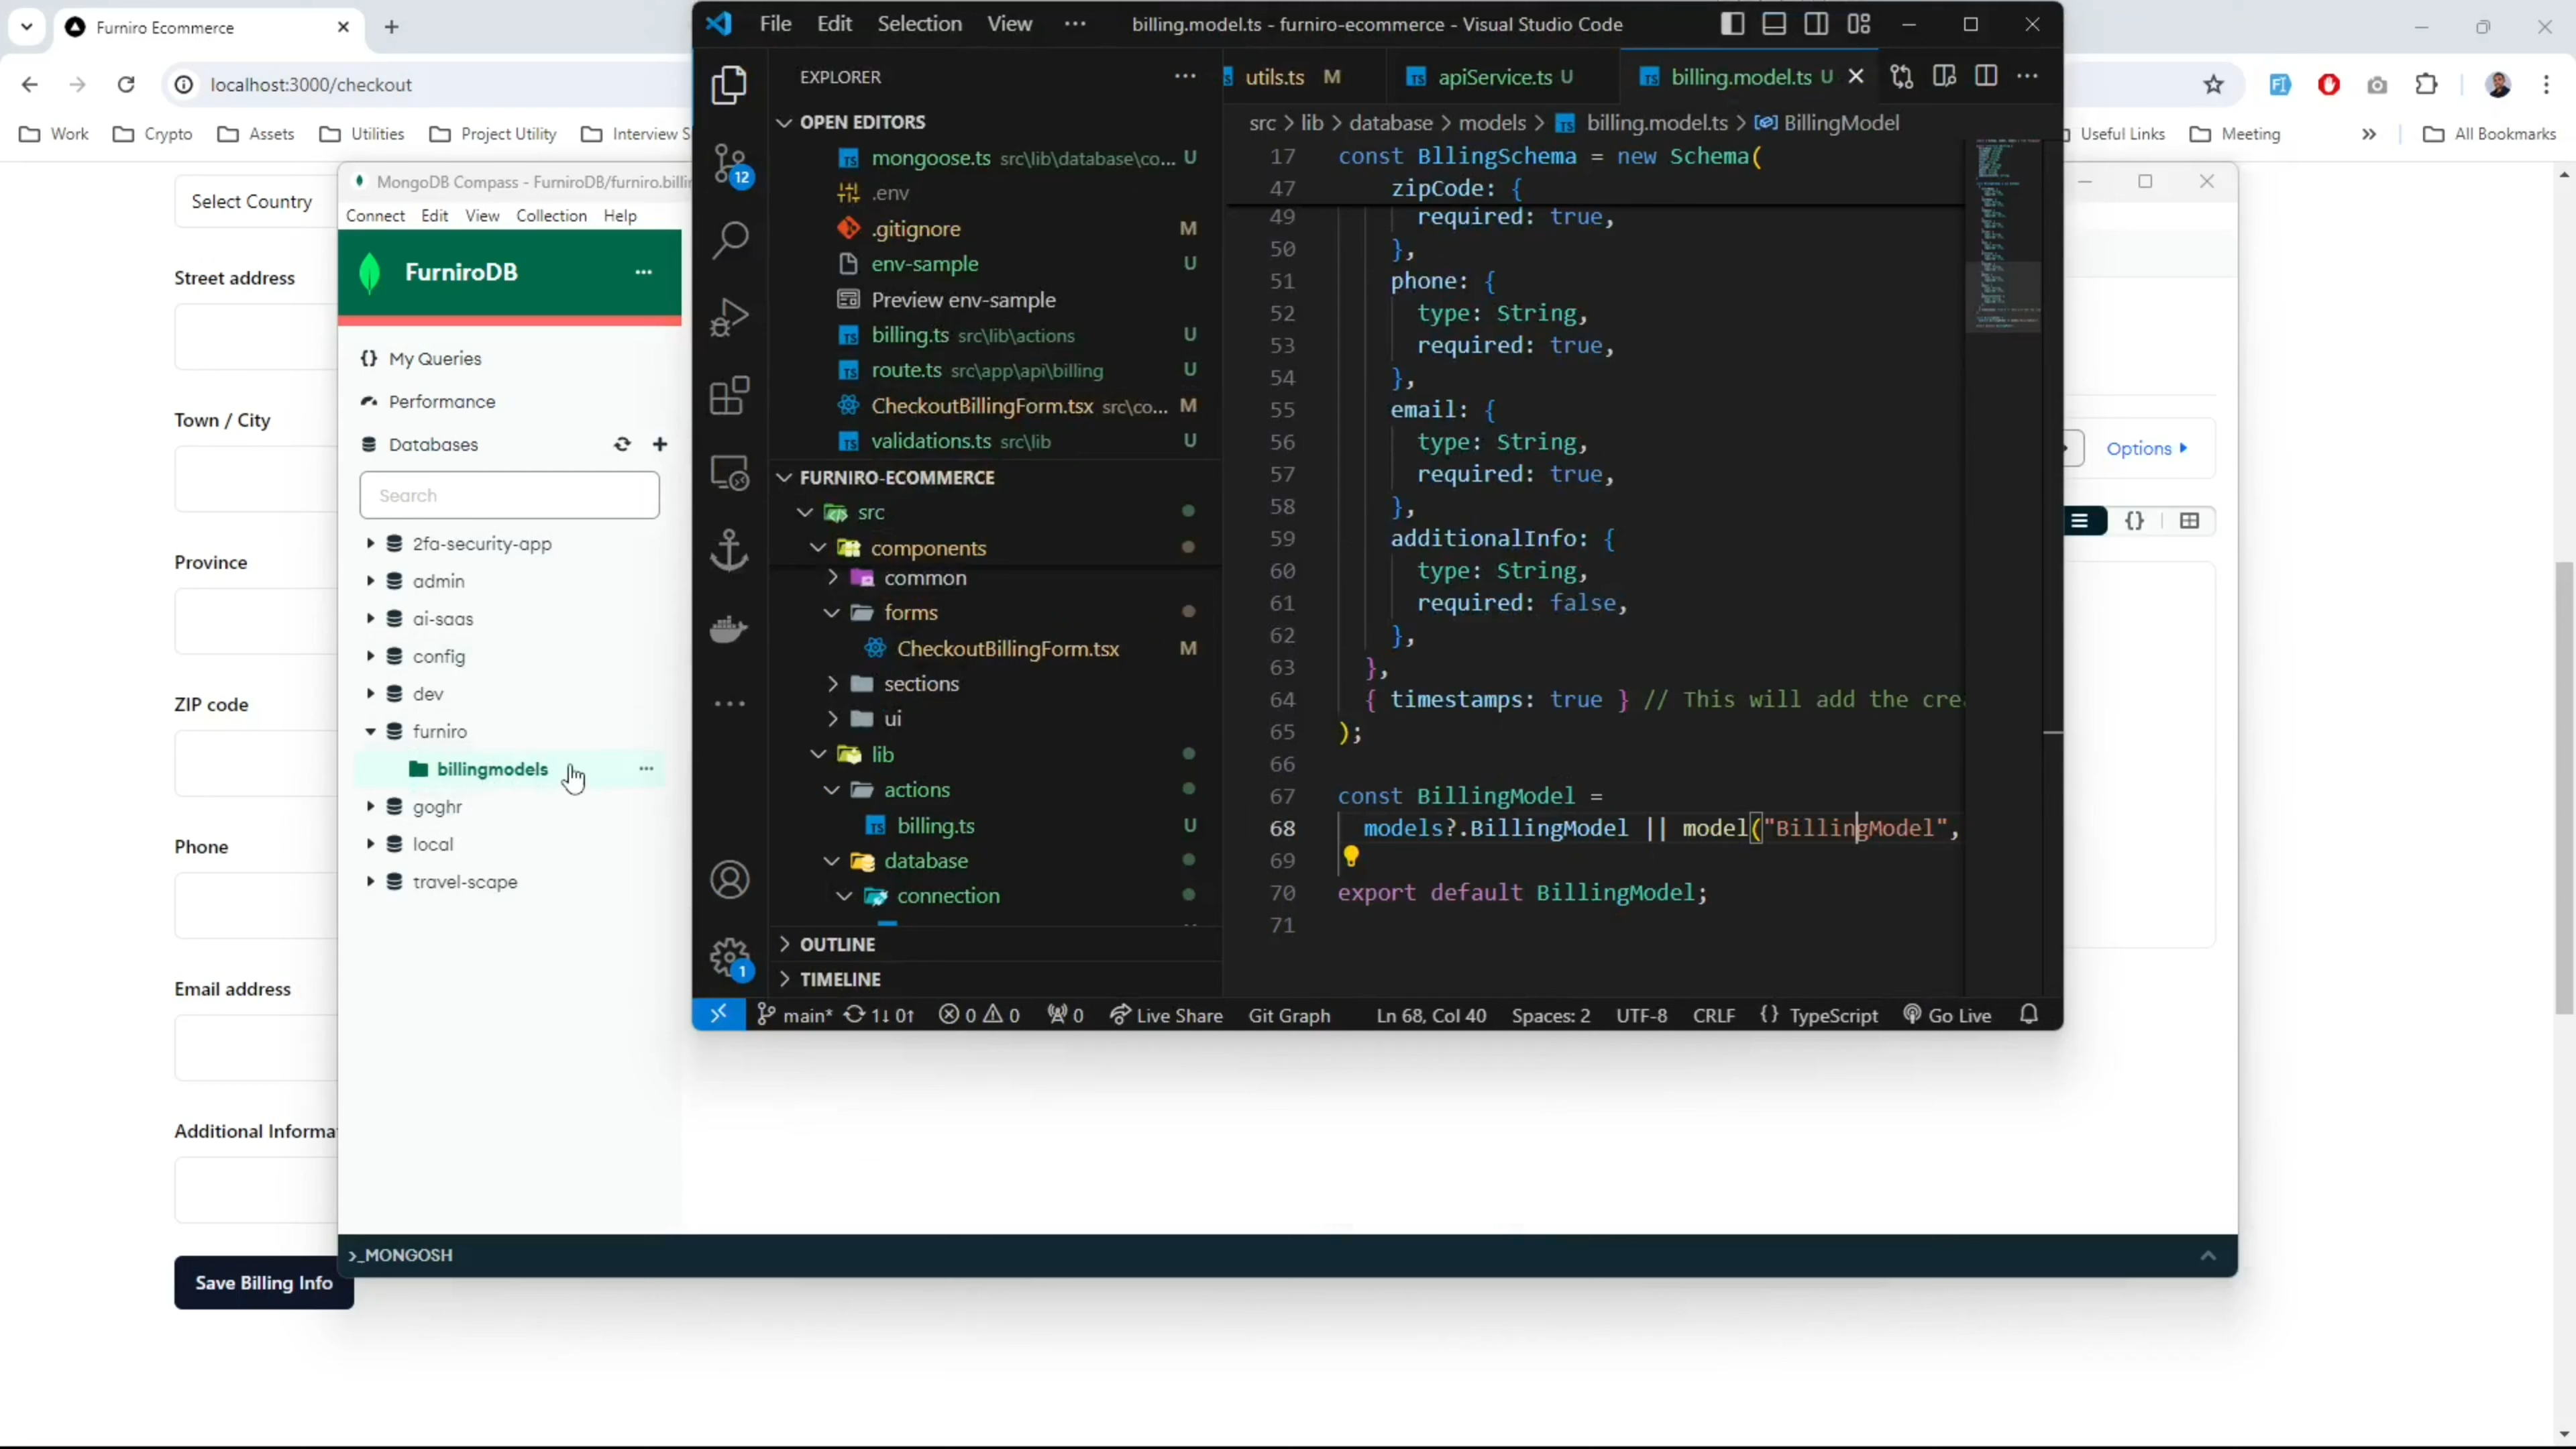 Furniro Ecommerce
localhost:3000/checkout
Work
Crypto
Assets
Utilities
Project Utility
Useful Links
Meeting
All Bookmarks
Select Country
Street address
Town / City
Province
ZIP code
Phone
Email address
Save Billing Info
MongoDB Compass - FurniroDB/furniro.billin
Connect Edit View Collection Help
FurniroDB
My Queries
Performance
Databases
Search
2fa-security-app
admin
ai-saas
config
dev
furniro
billingmodels
goghr
local
travel-scape
>_MONGOSH
Options
File Edit Selection View ···
billing.model.ts - furniro-ecommerce - Visual Studio Code
EXPLORER
OPEN EDITORS
mongoose.ts src\lib\database\co... U
.env
.gitignore M
env-sample U
Preview env-sample
billing.ts src\lib\actions U
route.ts src\app\api\billing U
CheckoutBillingForm.tsx src\co... M
validations.ts src\lib U
FURNIRO-ECOMMERCE
src
components
common
forms
CheckoutBillingForm.tsx M
sections
ui
lib
actions
billing.ts U
database
connection
OUTLINE
TIMELINE
12
1
utils.ts M
apiService.ts U
billing.model.ts U
src > lib > database > models > billing.model.ts > BillingModel
17 const BllingSchema = new Schema(
47 zipCode: {
49 required: true,
50 },
51 phone: {
52 type: String,
53 required: true,
54 },
55 email: {
56 type: String,
57 required: true,
58 },
59 additionalInfo: {
60 type: String,
61 required: false,
62 },
63 },
64 { timestamps: true } // This will add the crea
65 );
66
67 const BillingModel =
68 models?.BillingModel || model("BillingModel",
69
70 export default BillingModel;
71
main* 1↓ 0↑ 0 0 0 Live Share Git Graph Ln 68, Col 40 Spaces: 2 UTF-8 CRLF {} TypeScript Go Live